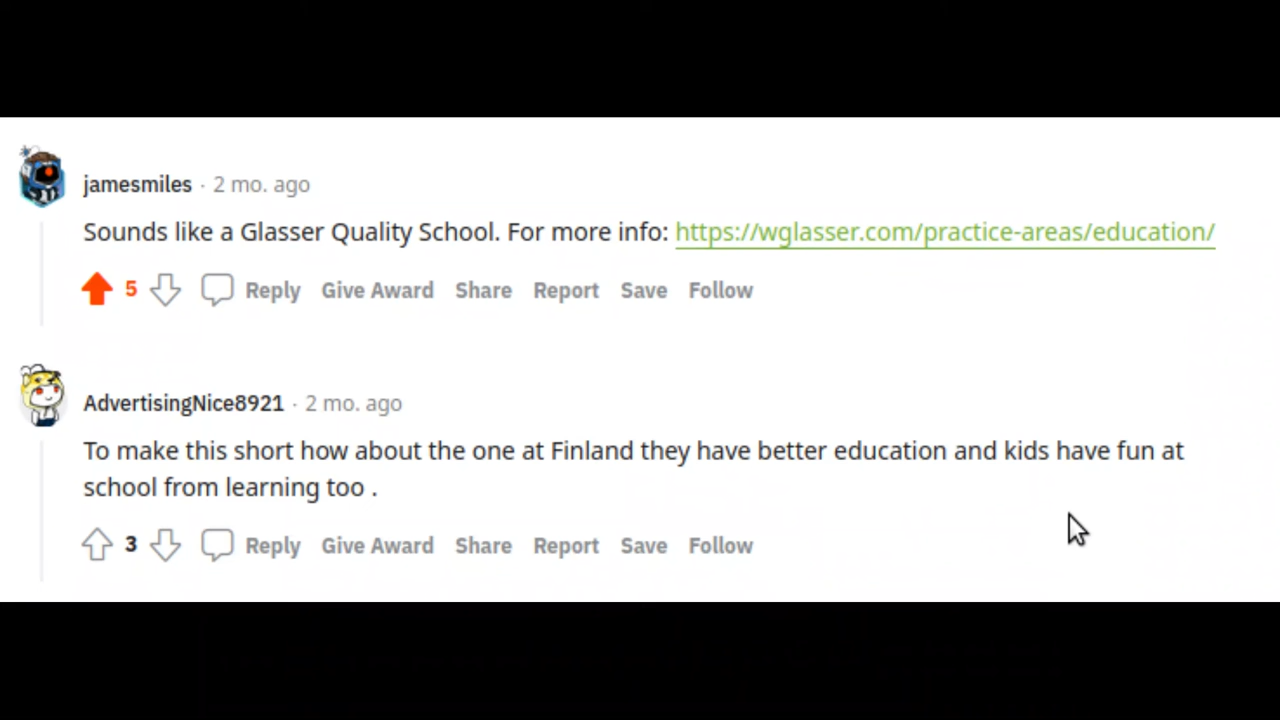 jamesmiles · 2 mo. ago
Sounds like a Glasser Quality School. For more info: https://wglasser.com/practice-areas/education/
5 Reply Give Award Share Report Save Follow
AdvertisingNice8921 · 2 mo. ago
To make this short how about the one at Finland they have better education and kids have fun at
school from learning too .
3 Reply Give Award Share Report Save Follow